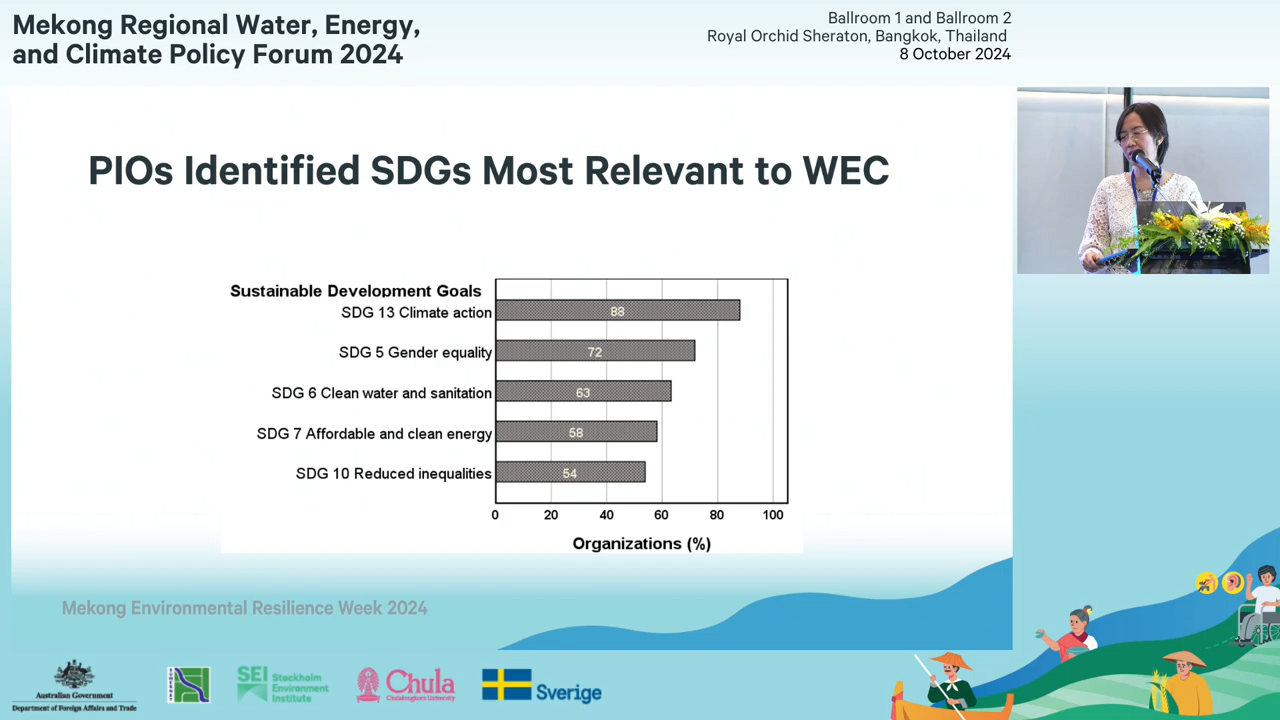 Mekong Regional Water, Energy,
and Climate Policy Forum 2024
Ballroom 1 and Ballroom 2
Royal Orchid Sheraton, Bangkok, Thailand
8 October 2024
PIOs Identified SDGs Most Relevant to WEC
Sustainable Development Goals
SDG 13 Climate action
88
SDG 5 Gender equality
72
SDG 6 Clean water and sanitation
63
SDG 7 Affordable and clean energy
58
SDG 10 Reduced inequalities
54
0 20 40 60 80 100
Organizations (%)
Mekong Environmental Resilience Week 2024
Australian Government
Department of Foreign Affairs and Trade
SEI Stockholm
Environment
Institute
Chula
Chulalongkorn University
Sverige